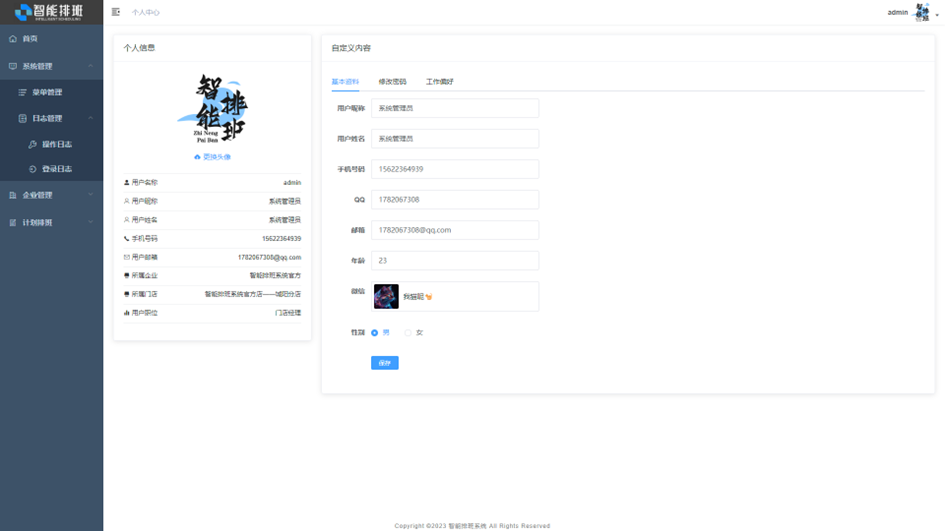 智能排班
INTELLIGENT SCHEDULING
个人中心
admin
首页
系统管理
菜单管理
日志管理
操作日志
登录日志
企业管理
计划排班
个人信息
智能排班
Zhi Neng
Pai Ban
更换头像
用户名称 admin
用户昵称 系统管理员
用户姓名 系统管理员
手机号码 15622364939
用户邮箱 1782067308@qq.com
所属企业 智能排班系统官方
所属门店 智能排班系统官方店——城阳分店
用户职位 门店经理
自定义内容
基本资料 修改密码 工作偏好
用户昵称 系统管理员
用户姓名 系统管理员
手机号码 15622364939
QQ 1782067308
邮箱 1782067308@qq.com
年龄 23
微信
性别 男 女
保存
Copyright ©2023 智能排班系统 All Rights Reserved